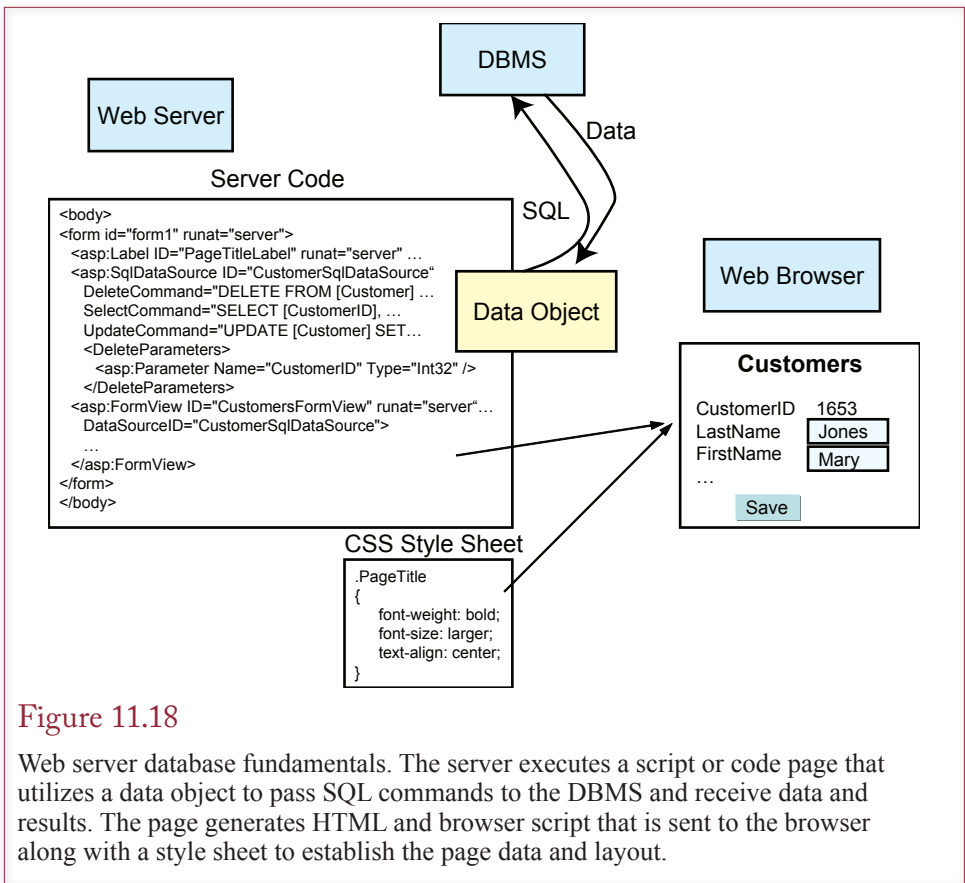 DBMS
Web Server
Data
Server Code
SQL
<body>
<form id="form1" runat="server">
<asp:Label ID="PageTitleLabel" runat="server" …
<asp:SqlDataSource ID="CustomerSqlDataSource“
DeleteCommand="DELETE FROM [Customer] …
SelectCommand="SELECT [CustomerID], …
UpdateCommand="UPDATE [Customer] SET…
<DeleteParameters>
<asp:Parameter Name="CustomerID" Type="Int32" />
</DeleteParameters>
<asp:FormView ID="CustomersFormView" runat="server“…
DataSourceID="CustomerSqlDataSource">
…
</asp:FormView>
</form>
</body>
Data Object
Web Browser
Customers
CustomerID 1653
LastName Jones
FirstName Mary
…
Save
CSS Style Sheet
.PageTitle
{
font-weight: bold;
font-size: larger;
text-align: center;
}
Figure 11.18
Web server database fundamentals. The server executes a script or code page that
utilizes a data object to pass SQL commands to the DBMS and receive data and
results. The page generates HTML and browser script that is sent to the browser
along with a style sheet to establish the page data and layout.